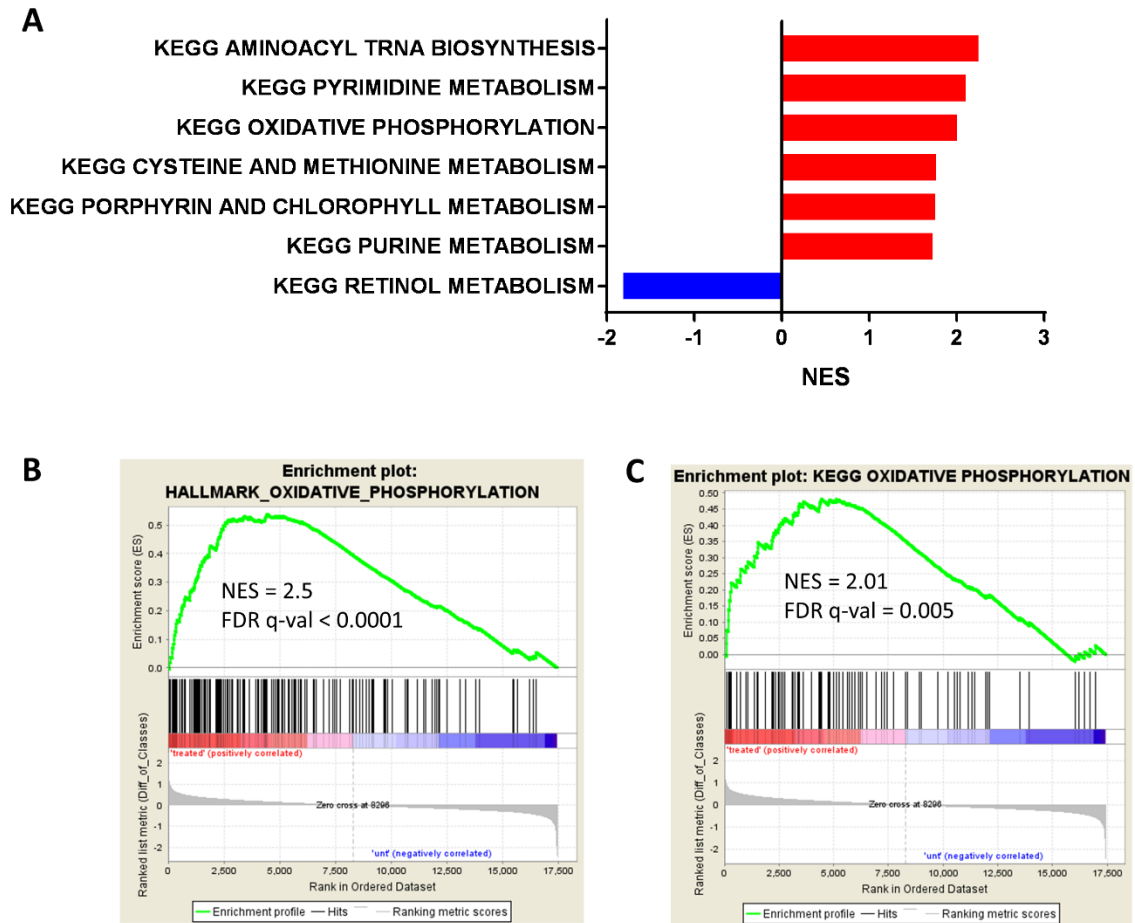 A
KEGG AMINOACYL TRNA BIOSYNTHESIS
KEGG PYRIMIDINE METABOLISM
KEGG OXIDATIVE PHOSPHORYLATION
KEGG CYSTEINE AND METHIONINE METABOLISM
KEGG PORPHYRIN AND CHLOROPHYLL METABOLISM
KEGG PURINE METABOLISM
KEGG RETINOL METABOLISM
-2 -1 0 1 2 3
NES
B
Enrichment plot:
HALLMARK_OXIDATIVE_PHOSPHORYLATION
Enrichment score (ES)
0.5
0.4
0.3
0.2
0.1
0.0
NES = 2.5
FDR q-val < 0.0001
'treated' (positively correlated)
Ranked list metric (Diff_of_Classes)
2
1
0
-1
-2
Zero cross at 8296
'unt' (negatively correlated)
0 2,500 5,000 7,500 10,000 12,500 15,000 17,500
Rank in Ordered Dataset
Enrichment profile Hits Ranking metric scores
C
Enrichment plot: KEGG OXIDATIVE PHOSPHORYLATION
Enrichment score (ES)
0.50
0.45
0.40
0.35
0.30
0.25
0.20
0.15
0.10
0.05
0.00
NES = 2.01
FDR q-val = 0.005
'treated' (positively correlated)
Ranked list metric (Diff_of_Classes)
2
1
0
-1
-2
Zero cross at 8296
'unt' (negatively correlated)
0 2,500 5,000 7,500 10,000 12,500 15,000 17,500
Rank in Ordered Dataset
Enrichment profile Hits Ranking metric scores